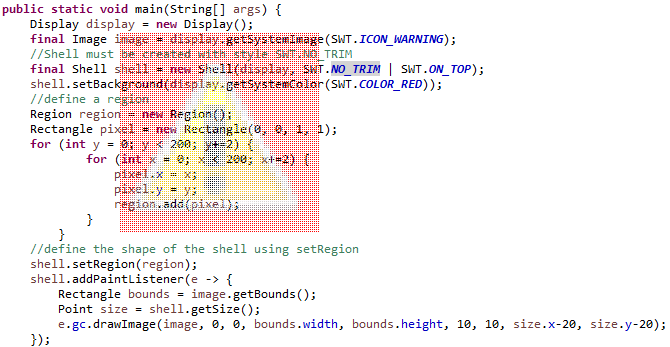 public static void main(String[] args) {
Display display = new Display();
final Image image = display.getSystemImage(SWT.ICON_WARNING);
//Shell must be created with style SWT.NO_TRIM
final Shell shell = new Shell(display, SWT.NO_TRIM | SWT.ON_TOP);
shell.setBackground(display.getSystemColor(SWT.COLOR_RED));
//define a region
Region region = new Region();
Rectangle pixel = new Rectangle(0, 0, 1, 1);
for (int y = 0; y < 200; y+=2) {
for (int x = 0; x < 200; x+=2) {
pixel.x = x;
pixel.y = y;
region.add(pixel);
}
}
//define the shape of the shell using setRegion
shell.setRegion(region);
shell.addPaintListener(e -> {
Rectangle bounds = image.getBounds();
Point size = shell.getSize();
e.gc.drawImage(image, 0, 0, bounds.width, bounds.height, 10, 10, size.x-20, size.y-20);
});